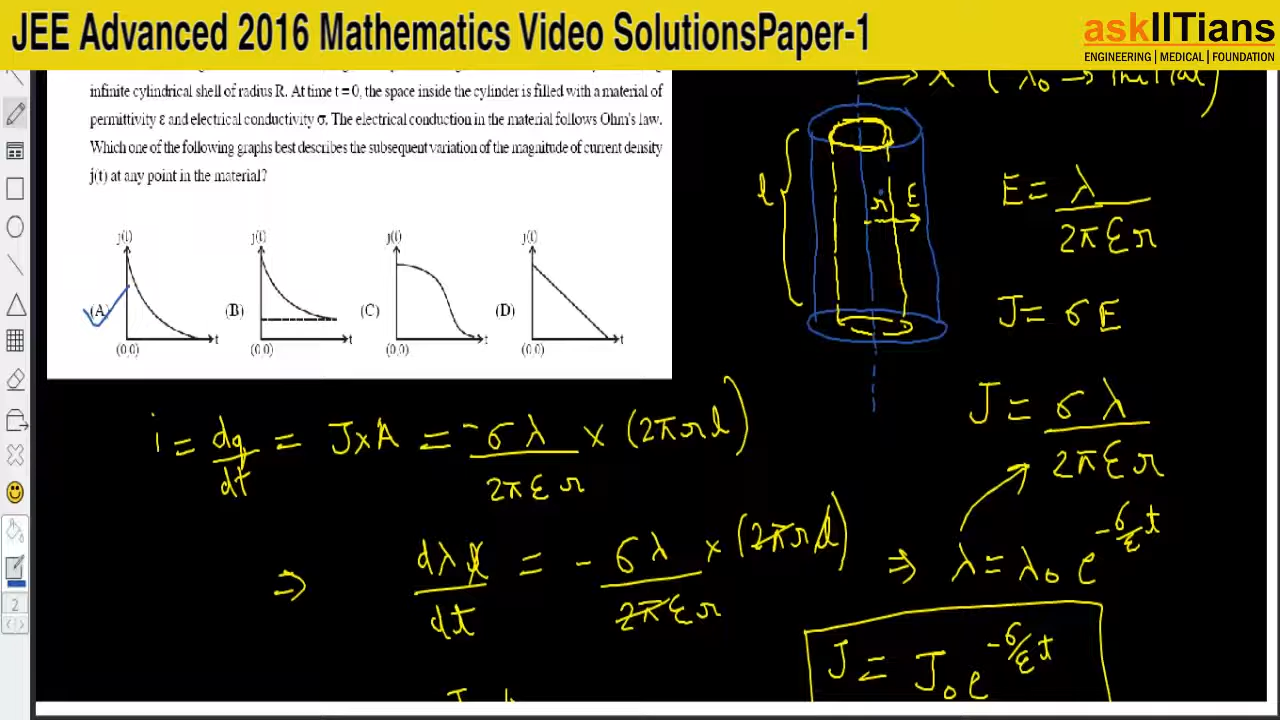 JEE Advanced 2016 Mathematics Video SolutionsPaper-1
askIITians
ENGINEERING | MEDICAL | FOUNDATION
infinite cylindrical shell of radius R. At time t = 0, the space inside the cylinder is filled with a material of
permittivity ε and electrical conductivity σ. The electrical conduction in the material follows Ohm's law.
Which one of the following graphs best describes the subsequent variation of the magnitude of current density
j(t) at any point in the material?
j(t) j(t) j(t) j(t)
(A) (B) (C) (D)
t t t t
(0,0) (0,0) (0,0) (0,0)
→ λ (λ₀ → initial)
l
r E
E = λ / 2πεr
J = σE
J = σλ / 2πεr
i = dq/dt = J×A = -σλ / 2πεr × (2πrl)
⇒ dλl/dt = -σλ / 2πεr × (2πrl)
⇒ λ = λ₀ e^(-σ/ε t)
J = J₀ e^(-σ/ε t)
2